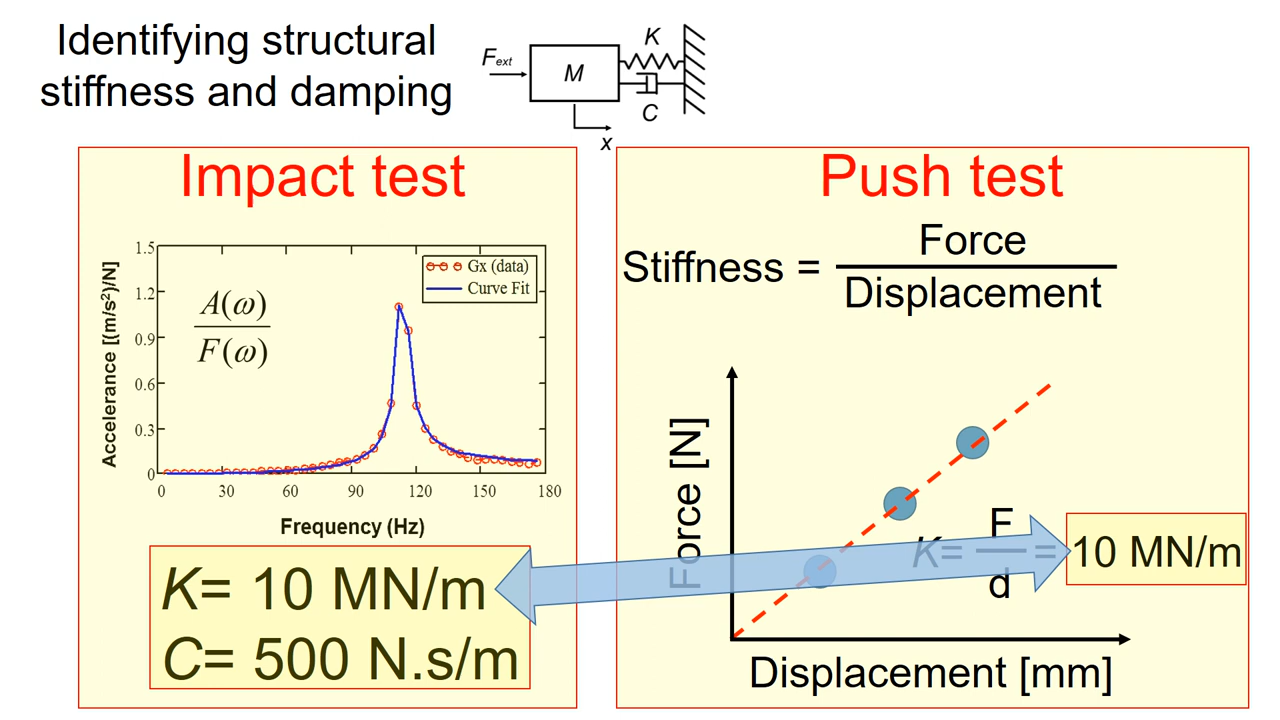 Identifying structural
stiffness and damping
F_ext
M
K
C
x
Impact test
1.5
1.2
0.9
0.6
0.3
0
Accelerance [(m/s²)/N]
A(ω)
F(ω)
Gx (data)
Curve Fit
0 30 60 90 120 150 180
Frequency (Hz)
K= 10 MN/m
C= 500 N.s/m
Push test
Stiffness =
Force
Displacement
Force [N]
K=
F
d
=
10 MN/m
Displacement [mm]